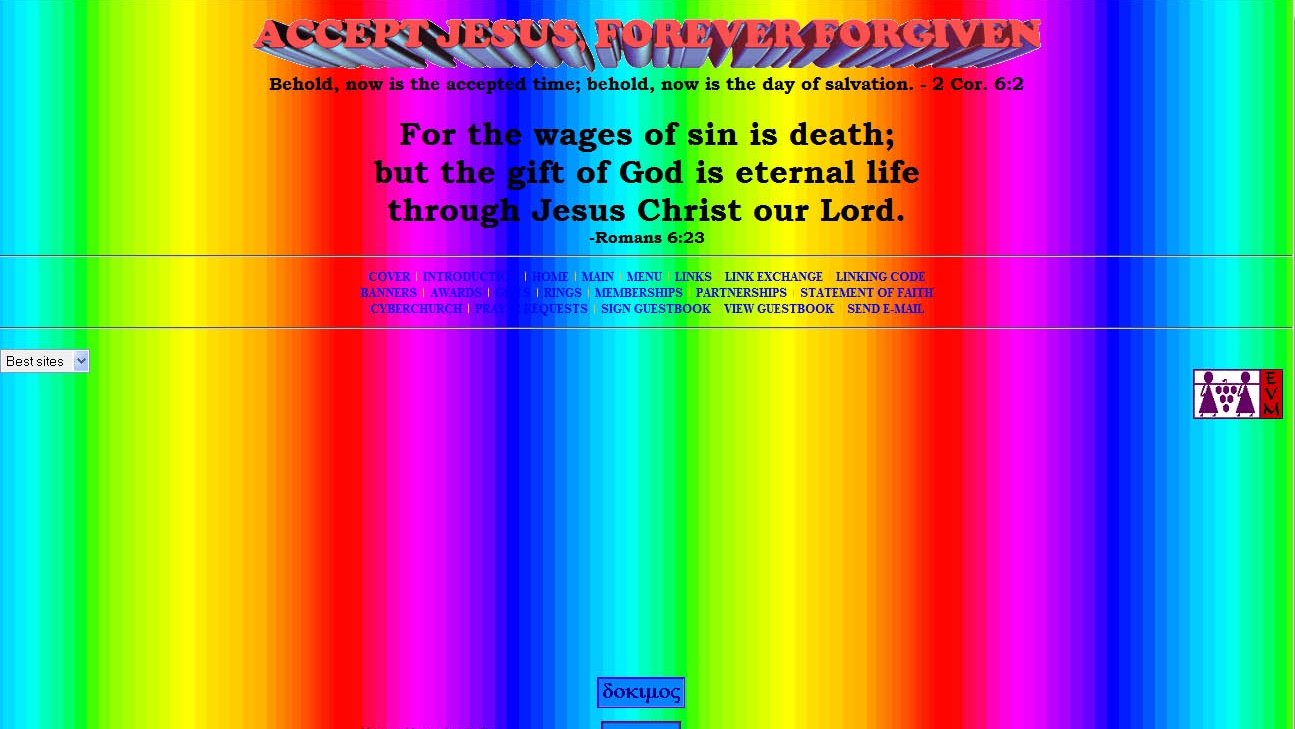 ACCEPT JESUS, FOREVER FORGIVEN
Behold, now is the accepted time; behold, now is the day of salvation. - 2 Cor. 6:2
For the wages of sin is death;
but the gift of God is eternal life
through Jesus Christ our Lord.
-Romans 6:23
COVER | INTRODUCTION | HOME | MAIN | MENU | LINKS | LINK EXCHANGE | LINKING CODE
BANNERS | AWARDS | | RINGS | MEMBERSHIPS | PARTNERSHIPS | STATEMENT OF FAITH
CYBERCHURCH | PRAYER REQUESTS | SIGN GUESTBOOK | VIEW GUESTBOOK | SEND E-MAIL
Best sites
EVM
δοκιμος